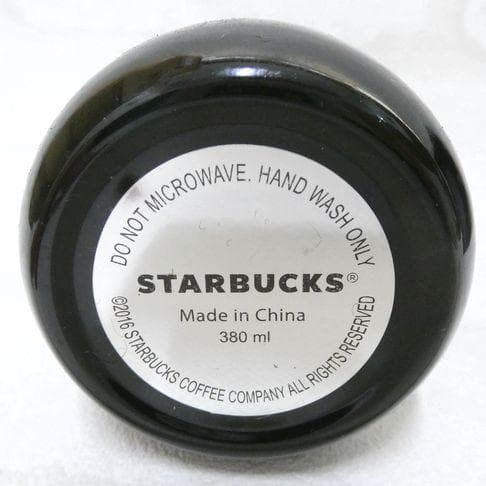 DO NOT MICROWAVE. HAND WASH ONLY
STARBUCKS®
Made in China
380 ml
©2016 STARBUCKS COFFEE COMPANY ALL RIGHTS RESERVED